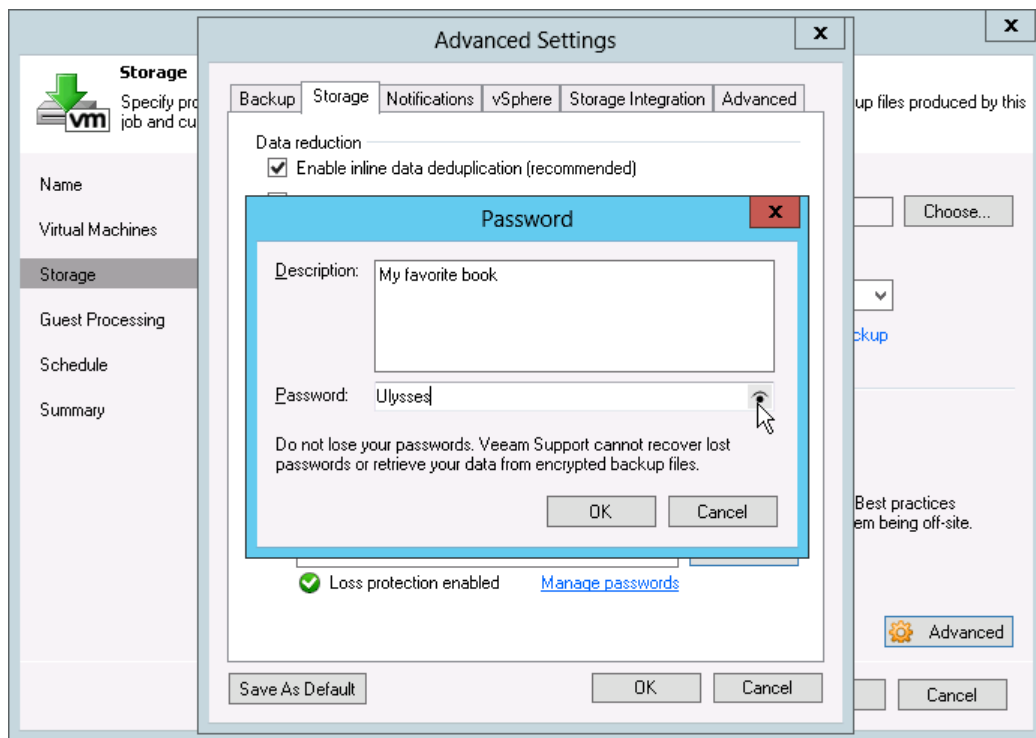 X
Advanced Settings
x
Storage
Specify pro
job and cu
up files produced by this
vm
Backup
Storage
Notifications
vSphere
Storage Integration
Advanced
Data reduction
Enable inline data deduplication (recommended)
Name
Virtual Machines
Storage
Guest Processing
Schedule
Summary
Choose...
ckup
Password
x
Description:
My favorite book
Password:
Ulysses
Do not lose your passwords. Veeam Support cannot recover lost
passwords or retrieve your data from encrypted backup files.
OK
Cancel
Best practices
em being off-site.
Loss protection enabled
Manage passwords
Advanced
Save As Default
OK
Cancel
Cancel